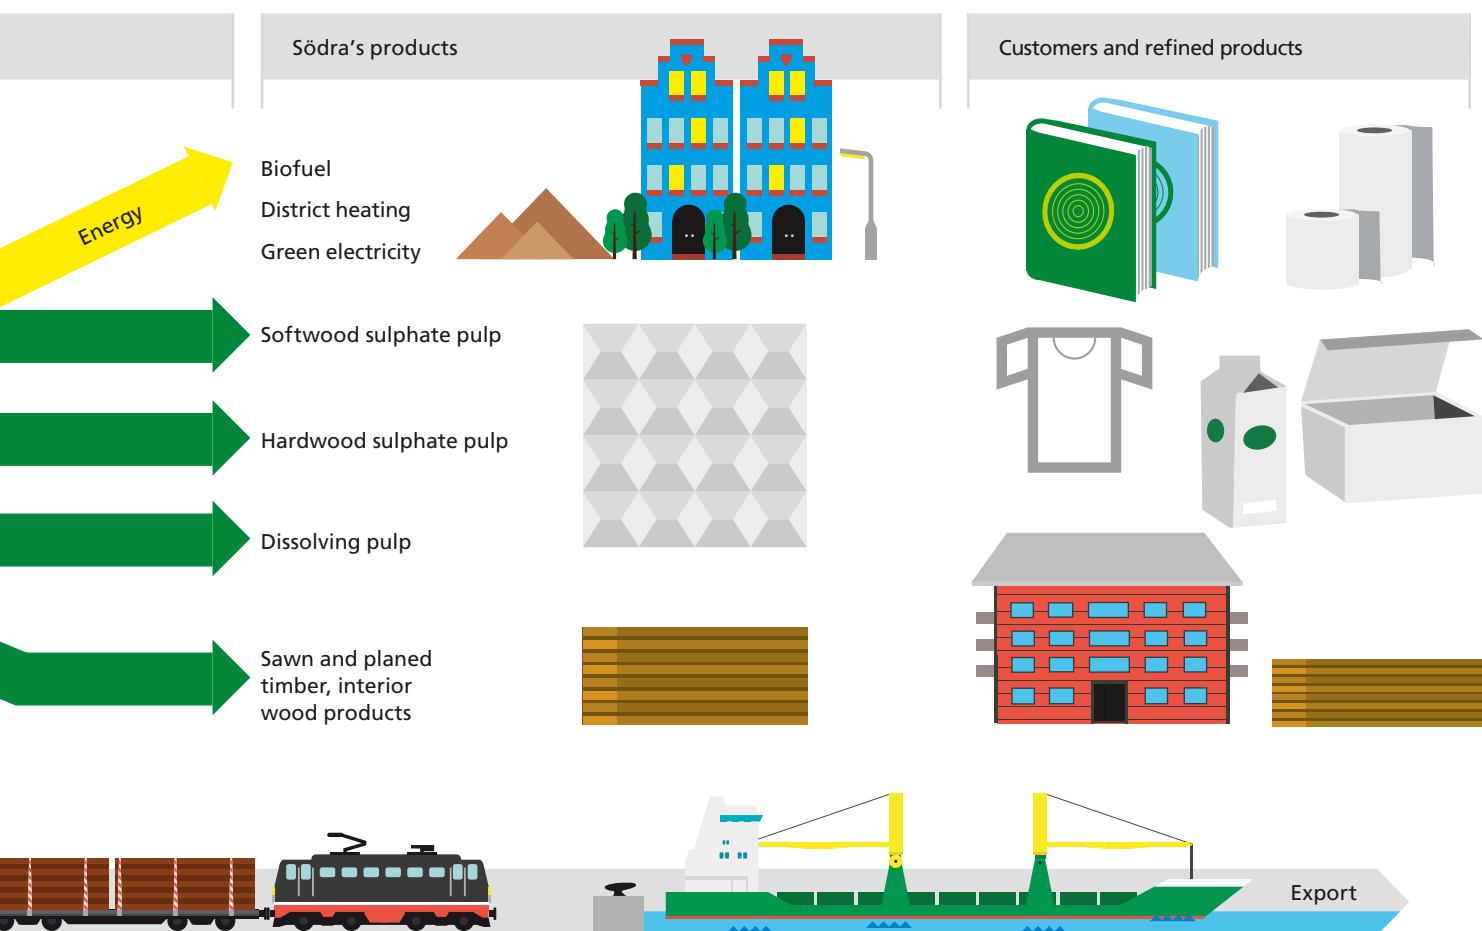 Södra’s products
Customers and refined products
Energy
Biofuel
District heating
Green electricity
Softwood sulphate pulp
Hardwood sulphate pulp
Dissolving pulp
Sawn and planed
timber, interior
wood products
Export